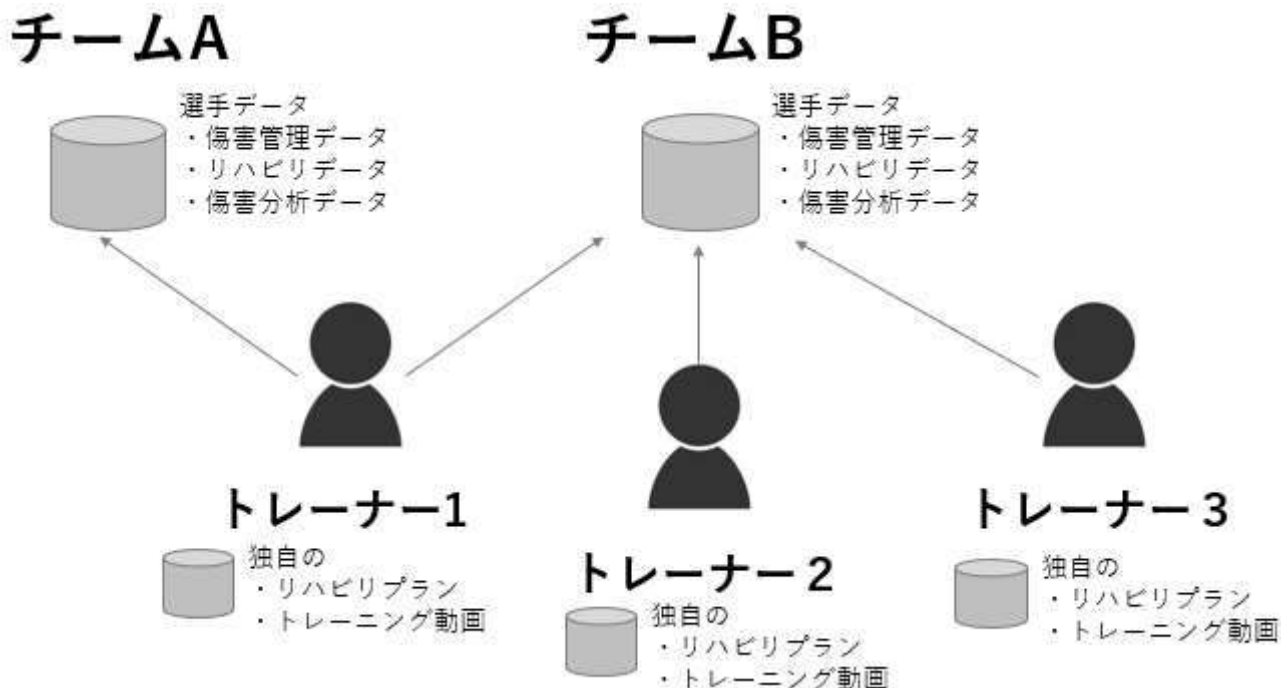 チームA
選手データ
・傷害管理データ
・リハビリデータ
・傷害分析データ
チームB
選手データ
・傷害管理データ
・リハビリデータ
・傷害分析データ
トレーナー1
独自の
・リハビリプラン
・トレーニング動画
トレーナー２
独自の
・リハビリプラン
・トレーニング動画
トレーナー３
独自の
・リハビリプラン
・トレーニング動画